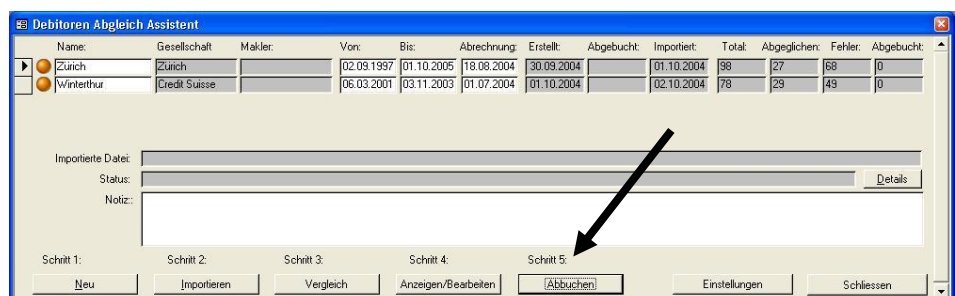 Debitoren Abgleich Assistent
Name: Gesellschaft Makler: Von: Bis: Abrechnung: Erstellt: Abgebucht: Importiert: Total: Abgeglichen: Fehler: Abgebucht:
Zürich Zürich 02.09.1997 01.10.2005 18.08.2004 30.09.2004 01.10.2004 98 27 68 0
Winterthur Credit Suisse 06.03.2001 03.11.2003 01.07.2004 01.10.2004 02.10.2004 78 29 49 0
Importierte Datei:
Status: Details
Notiz::
Schritt 1: Schritt 2: Schritt 3: Schritt 4: Schritt 5:
Neu Importieren Vergleich Anzeigen/Bearbeiten Abbuchen Einstellungen Schliessen